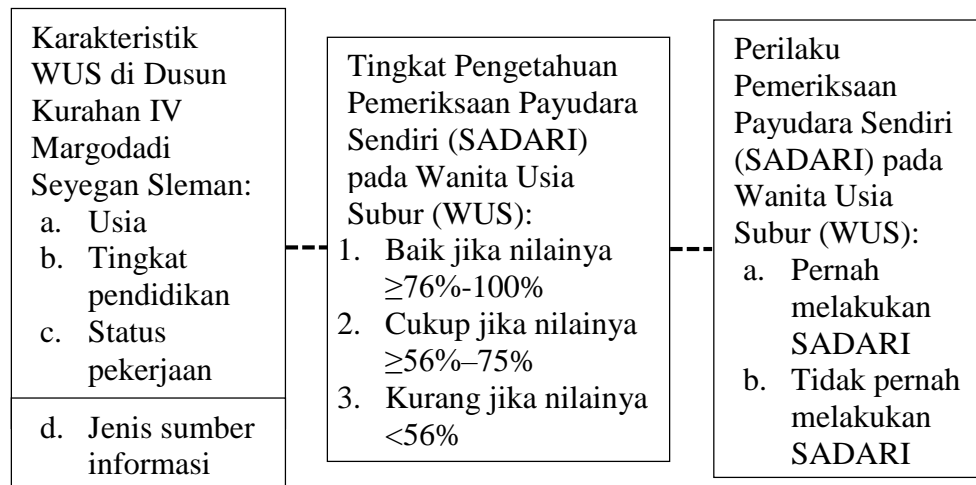 Karakteristik
WUS di Dusun
Kurahan IV
Margodadi
Seyegan Sleman:
a. Usia
b. Tingkat
pendidikan
c. Status
pekerjaan
d. Jenis sumber
informasi
Tingkat Pengetahuan
Pemeriksaan Payudara
Sendiri (SADARI)
pada Wanita Usia
Subur (WUS):
1. Baik jika nilainya
≥76%-100%
2. Cukup jika nilainya
≥56%–75%
3. Kurang jika nilainya
<56%
Perilaku
Pemeriksaan
Payudara Sendiri
(SADARI) pada
Wanita Usia
Subur (WUS):
a. Pernah
melakukan
SADARI
b. Tidak pernah
melakukan
SADARI